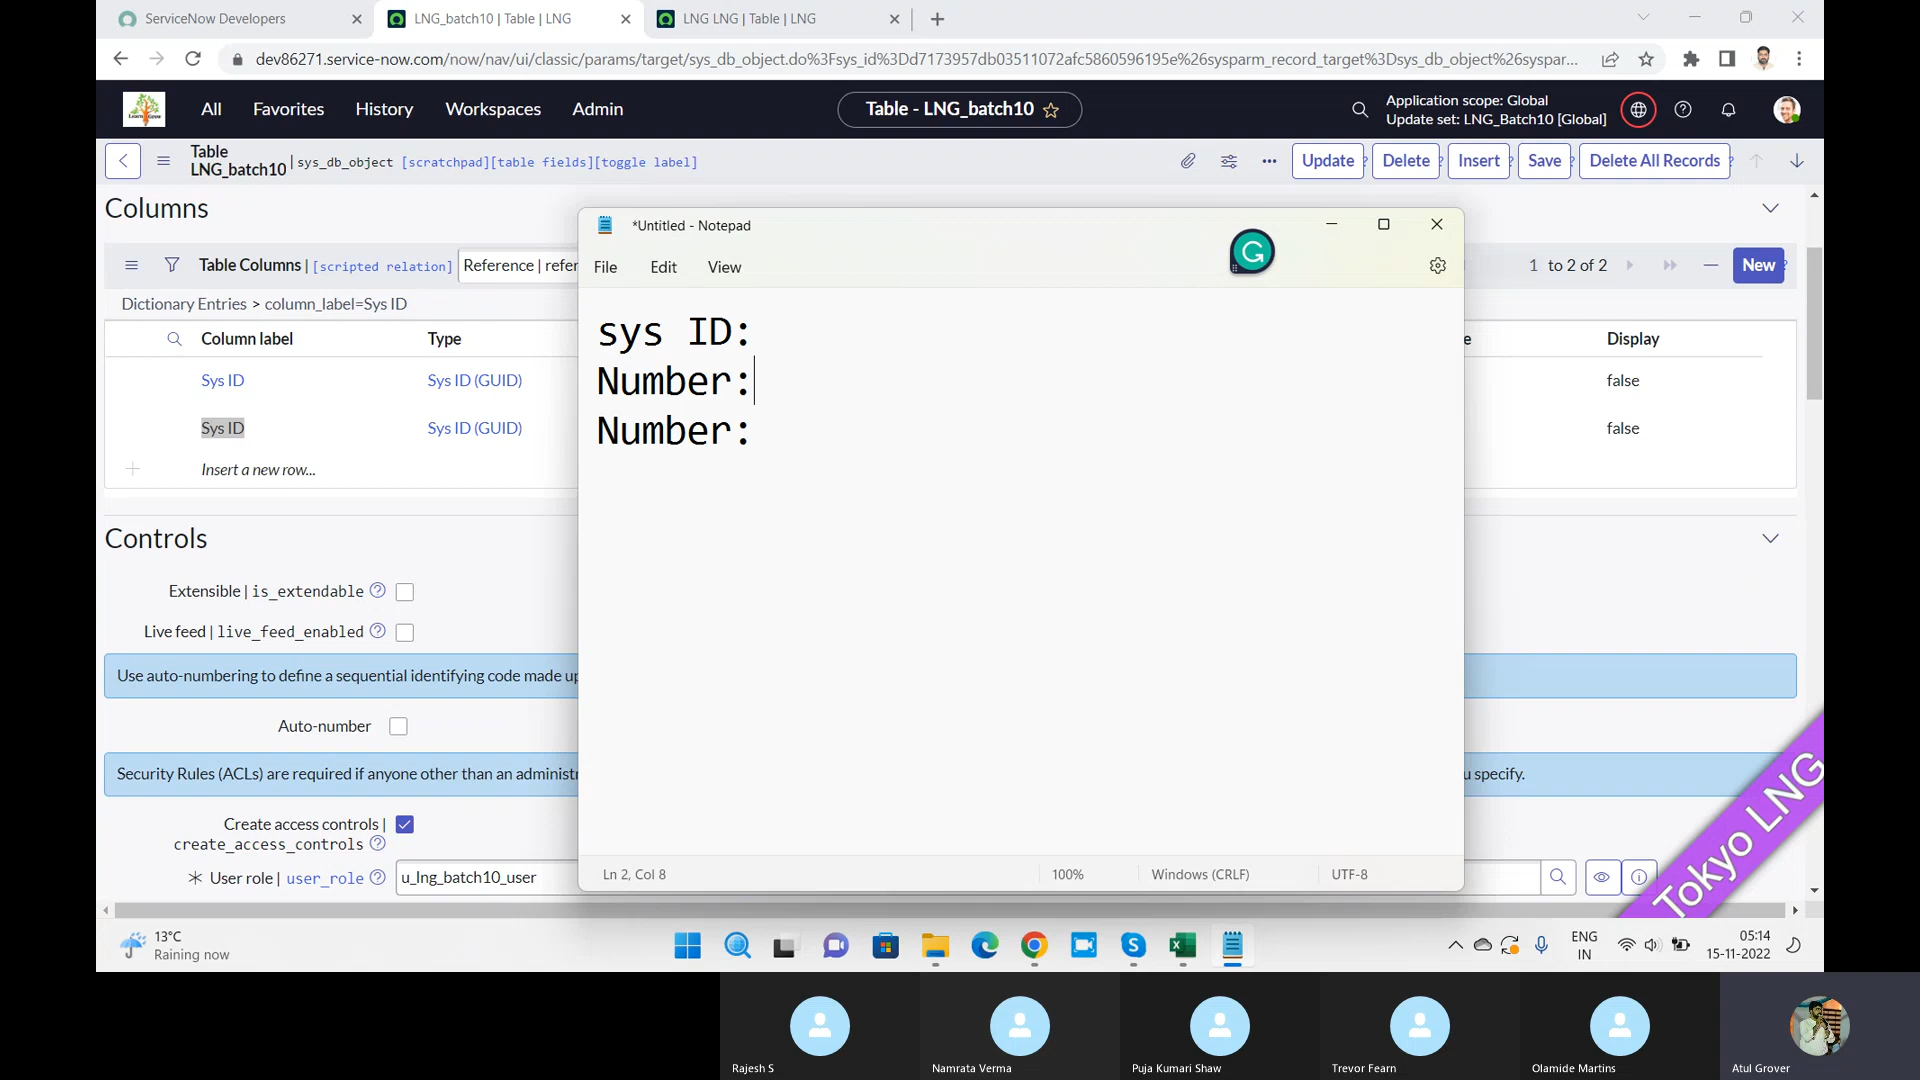 ServiceNow Developers
LNG_batch10 | Table | LNG
LNG LNG | Table | LNG
dev86271.service-now.com/now/nav/ui/classic/params/target/sys_db_object.do%3Fsys_id%3Dd7173957db03511072afc5860596195e%26sysparm_record_target%3Dsys_db_object%26syspar...
All
Favorites
History
Workspaces
Admin
Table - LNG_batch10
Application scope: Global
Update set: LNG_Batch10 [Global]
Table
LNG_batch10 | sys_db_object [scratchpad][table fields][toggle label]
Update
Delete
Insert
Save
Delete All Records
Columns
Table Columns | [scripted relation]
Reference | refer
1 to 2 of 2
New
Dictionary Entries > column_label=Sys ID
Column label
Type
e
Display
Sys ID
Sys ID (GUID)
false
Sys ID
Sys ID (GUID)
false
Insert a new row...
*Untitled - Notepad
File
Edit
View
sys ID:
Number:
Number:
Ln 2, Col 8
100%
Windows (CRLF)
UTF-8
Controls
Extensible | is_extendable
Live feed | live_feed_enabled
Use auto-numbering to define a sequential identifying code made up
Auto-number
Security Rules (ACLs) are required if anyone other than an administr
u specify.
Create access controls |
create_access_controls
User role | user_role
u_lng_batch10_user
Tokyo LNG
13°C
Raining now
ENG
IN
05:14
15-11-2022
Rajesh S
Namrata Verma
Puja Kumari Shaw
Trevor Fearn
Olamide Martins
Atul Grover